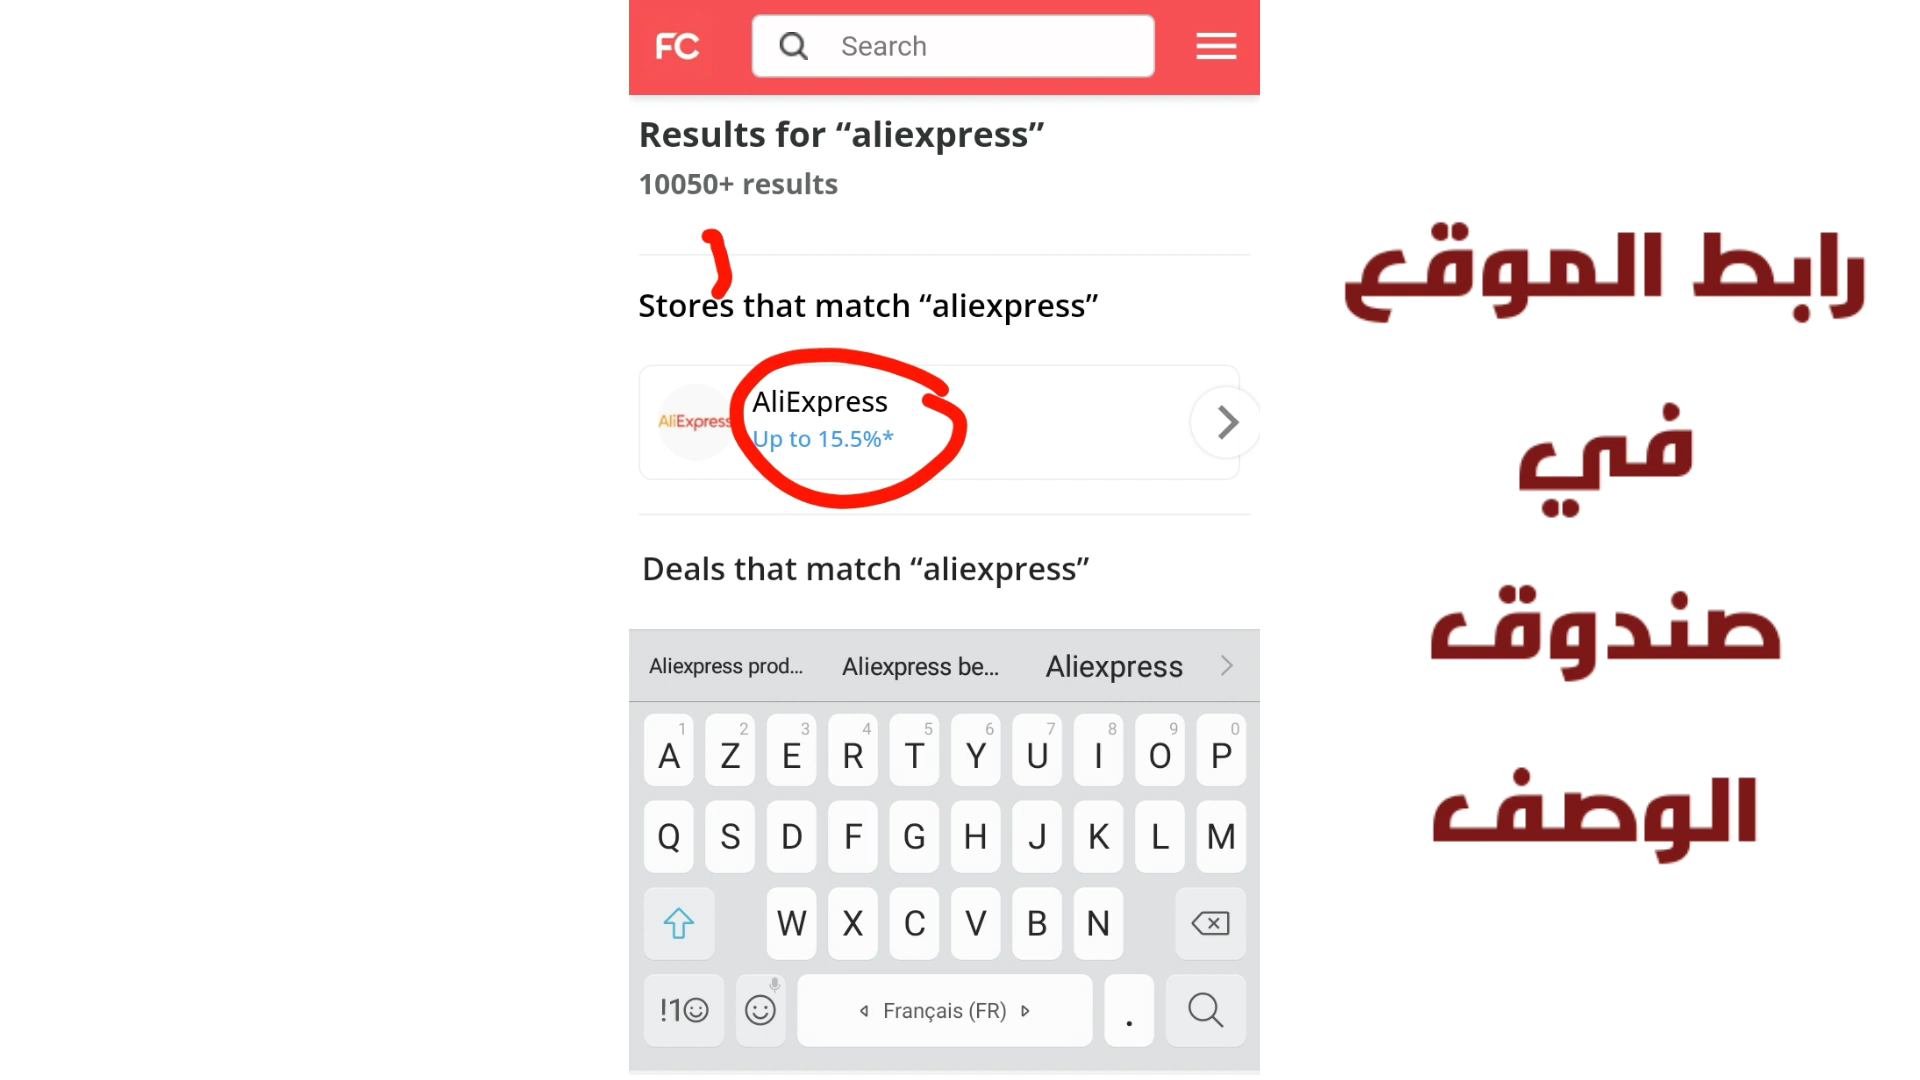 FC
Search
Results for “aliexpress”
10050+ results
Stores that match “aliexpress”
AliExpress
AliExpress
Up to 15.5%*
Deals that match “aliexpress”
Aliexpress prod... Aliexpress be... Aliexpress
1 2 3 4 5 6 7 8 9 0
A Z E R T Y U I O P
Q S D F G H J K L M
W X C V B N
!1☺ Français (FR) .
رابط الموقع
في
صندوق
الوصف